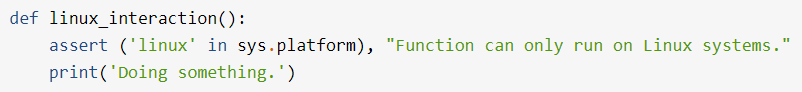 def linux_interaction():
    assert ('linux' in sys.platform), "Function can only run on Linux systems."
    print('Doing something.')